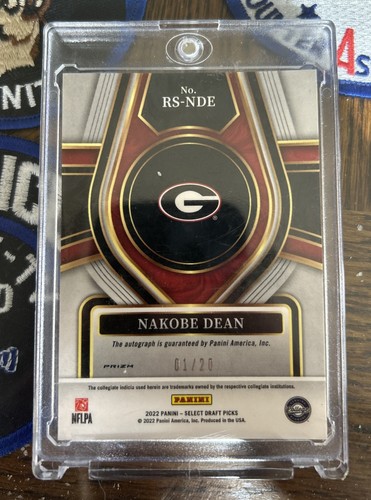 No.
RS-NDE
G
NAKOBE DEAN
The autograph is guaranteed by Panini America, Inc.
PRIZM
01/20
The collegiate indicia used herein are trademarks owned by the respective collegiate institutions.
PANINI
NFLPA
2022 PANINI – SELECT DRAFT PICKS
© 2022 Panini America, Inc. Produced in the USA.